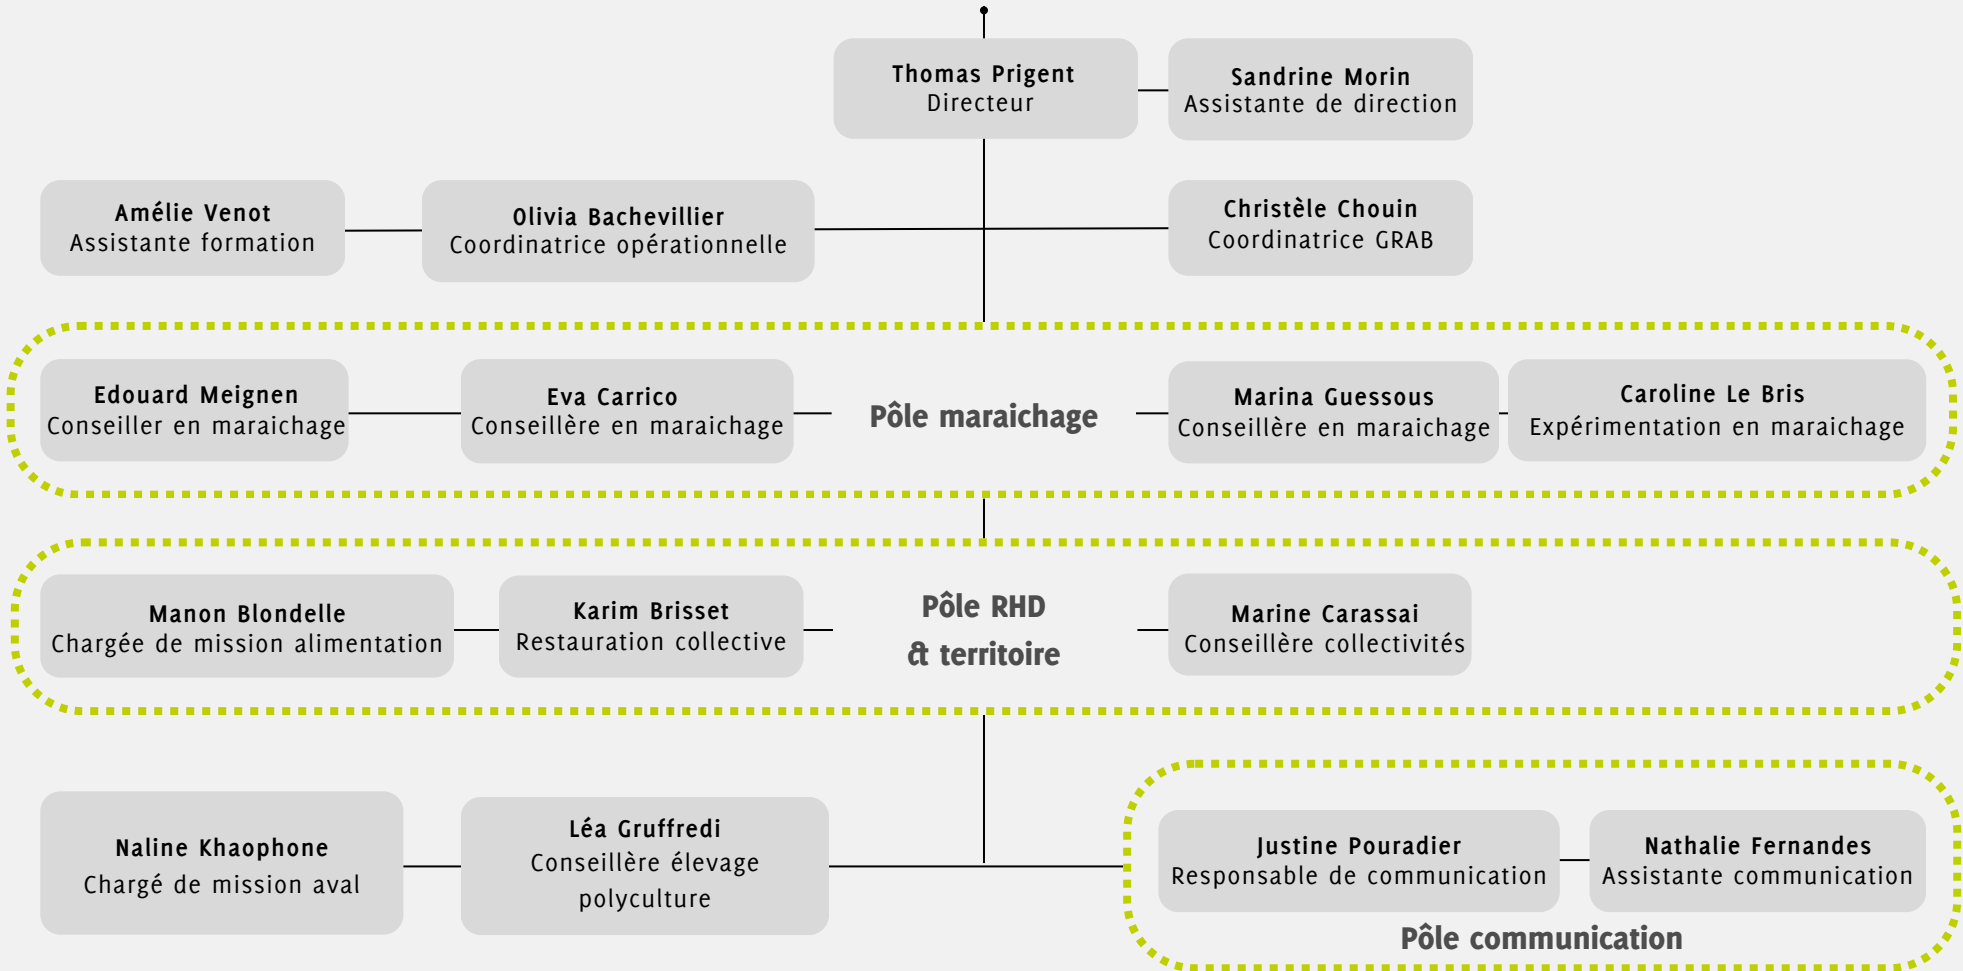 Thomas Prigent
Directeur
Sandrine Morin
Assistante de direction
Amélie Venot
Assistante formation
Olivia Bachevillier
Coordinatrice opérationnelle
Christèle Chouin
Coordinatrice GRAB
Edouard Meignen
Conseiller en maraichage
Eva Carrico
Conseillère en maraichage
Pôle maraichage
Marina Guessous
Conseillère en maraichage
Caroline Le Bris
Expérimentation en maraichage
Manon Blondelle
Chargée de mission alimentation
Karim Brisset
Restauration collective
Pôle RHD
& territoire
Marine Carassai
Conseillère collectivités
Naline Khaophone
Chargé de mission aval
Léa Gruffredi
Conseillère élevage
polyculture
Justine Pouradier
Responsable de communication
Nathalie Fernandes
Assistante communication
Pôle communication